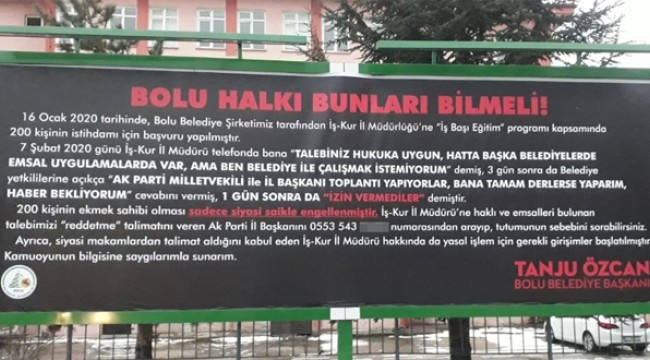 BOLU HALKI BUNLARI BİLMELİ!
16 Ocak 2020 tarihinde, Bolu Belediye Şirketimiz tarafından İş-Kur İl Müdürlüğü'ne "İş Başı Eğitim" programı kapsamında
200 kişinin istihdamı için başvuru yapılmıştır.
7 Şubat 2020 günü İş-Kur İl Müdürü telefonda bana "TALEBİNİZ HUKUKA UYGUN, HATTA BAŞKA BELEDİYELERDE
EMSAL UYGULAMALARDA VAR, AMA BEN BELEDİYE İLE ÇALIŞMAK İSTEMİYORUM" demiş, 3 gün sonra da Belediye
yetkililerine açıkça "AK PARTİ MİLLETVEKİLİ ile İL BAŞKANI TOPLANTI YAPIYORLAR, BANA TAMAM DERLERSE YAPARIM,
HABER BEKLİYORUM" cevabını vermiş, 1 GÜN SONRA DA "İZİN VERMEDİLER" demiştir.
200 kişinin ekmek sahibi olması sadece siyasi saikle engellenmiştir. İş-Kur İl Müdürü'ne haklı ve emsalleri bulunan
talebimizi "reddetme" talimatını veren Ak Parti İl Başkanını 0553 543 numarasından arayıp, tutumunun sebebini sorabilirsiniz.
Ayrıca, siyasi makamlardan talimat aldığını kabul eden İş-Kur İl Müdürü hakkında da yasal işlem için gerekli girişimler başlatılmıştır.
Kamuoyunun bilgisine saygılarımla sunarım.
TANJU ÖZCAN
BOLU BELEDİYE BAŞKANI